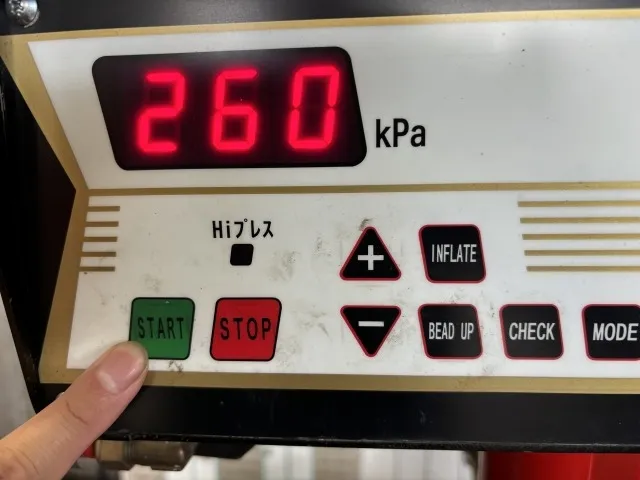 260 kPa
Hiプレス
INFLATE
START STOP BEAD UP CHECK MODE